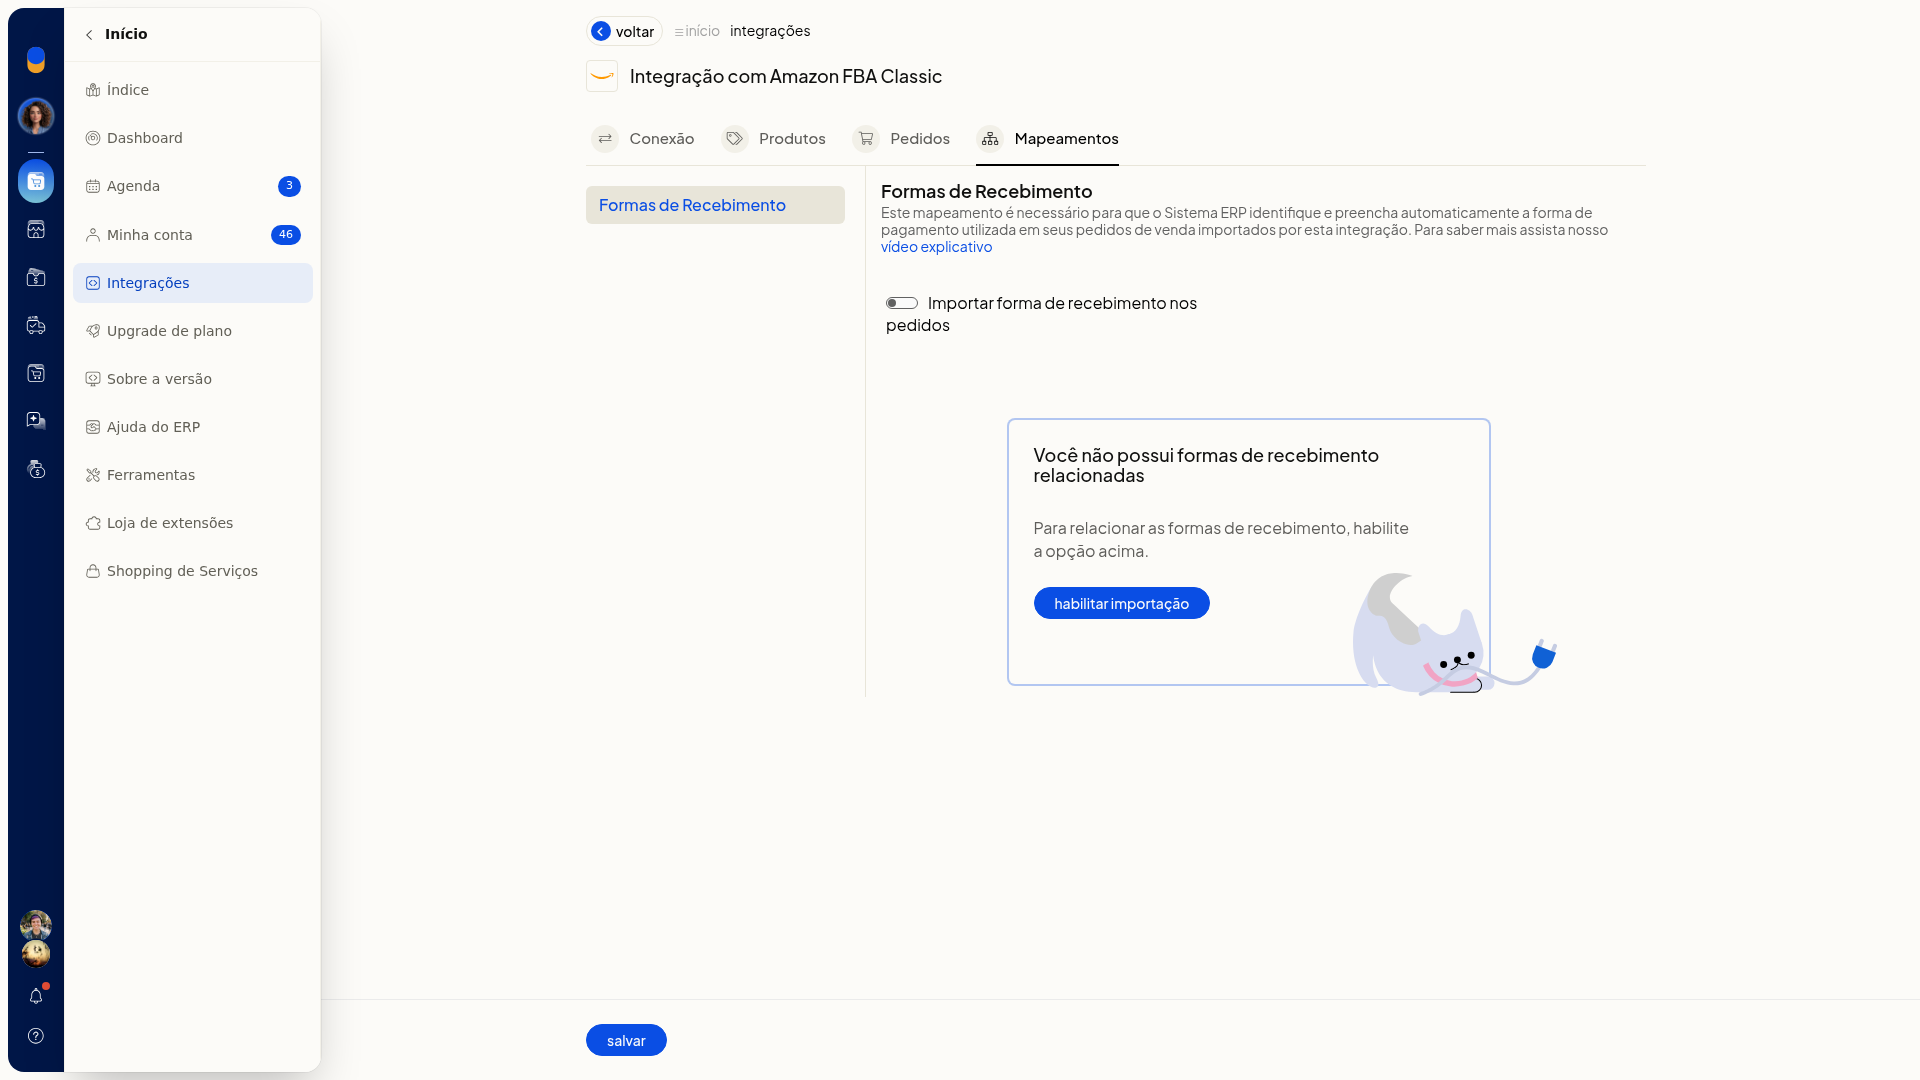 Início
Índice
Dashboard
Agenda 3
Minha conta 46
Integrações
Upgrade de plano
Sobre a versão
Ajuda do ERP
Ferramentas
Loja de extensões
Shopping de Serviços
voltar início integrações
Integração com Amazon FBA Classic
Conexão Produtos Pedidos Mapeamentos
Formas de Recebimento
Formas de Recebimento
Este mapeamento é necessário para que o Sistema ERP identifique e preencha automaticamente a forma de
pagamento utilizada em seus pedidos de venda importados por esta integração. Para saber mais assista nosso
vídeo explicativo
Importar forma de recebimento nos
pedidos
Você não possui formas de recebimento
relacionadas
Para relacionar as formas de recebimento, habilite
a opção acima.
habilitar importação
salvar